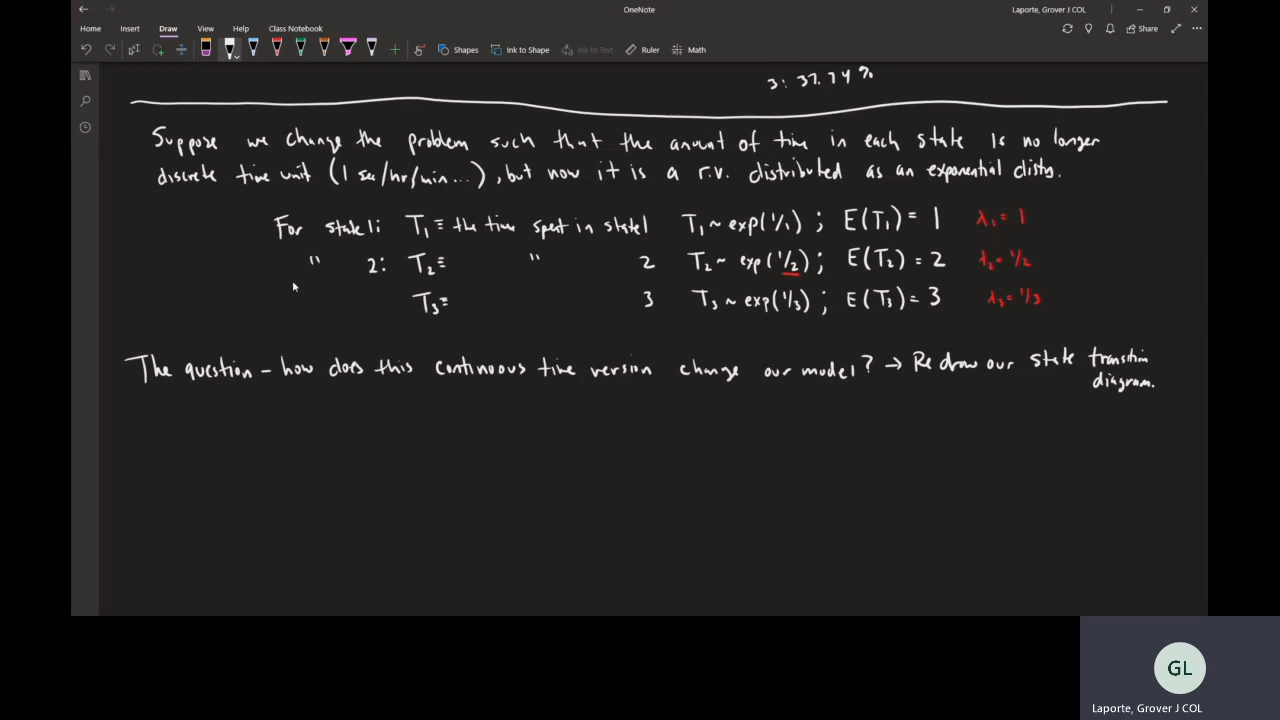 OneNote
Laporte, Grover J COL
Home Insert Draw View Help Class Notebook
Share
Shapes Ink to Shape Ink to Text Ruler Math
3: 37.74%
Suppose we change the problem such that the amount of time in each state is no longer
discrete time unit (1 sec/hr/min...), but now it is a r.v. distributed as an exponential distn.
For state 1: T₁ ≡ the time spent in state 1 T₁ ~ exp(1/1) ; E(T₁) = 1 λ₁ = 1
" 2: T₂ ≡ " 2 T₂ ~ exp(1/2) ; E(T₂) = 2 λ₂ = 1/2
T₃ ≡ 3 T₃ ~ exp(1/3) ; E(T₃) = 3 λ₃ = 1/3
The question - how does this continuous time version change our model? → Redraw our state transition
diagram.
GL
Laporte, Grover J COL